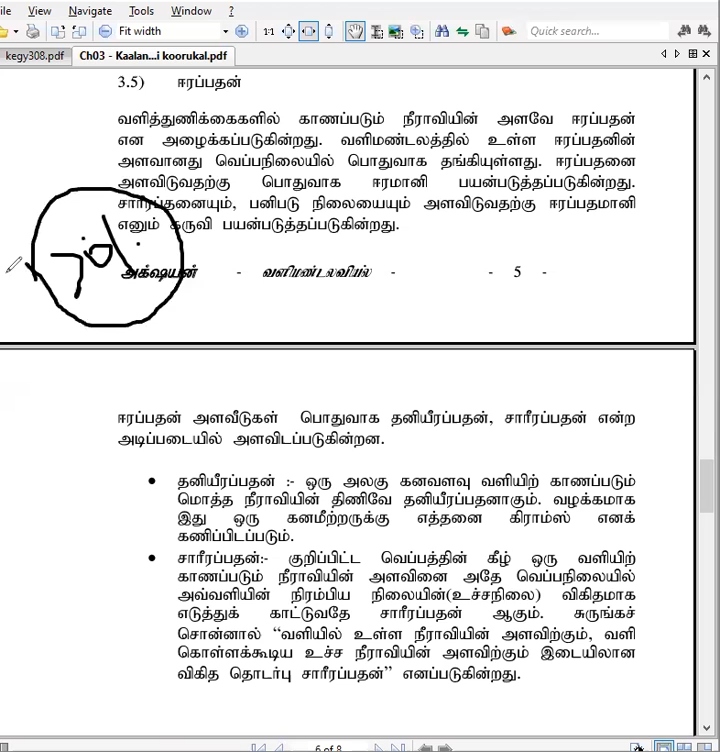 ile View Navigate Tools Window ?
Fit width 1:1 Quick search...
kegy308.pdf Ch03 - Kaalan...i koorukal.pdf
3.5) ஈரப்பதன்
வளித்துணிக்கைகளில் காணப்படும் நீராவியின் அளவே ஈரப்பதன்
என அழைக்கப்படுகின்றது. வளிமண்டலத்தில் உள்ள ஈரப்பதனின்
அளவானது வெப்பநிலையில் பொதுவாக தங்கியுள்ளது. ஈரப்பதனை
அளவிடுவதற்கு பொதுவாக ஈரமானி பயன்படுத்தப்படுகின்றது.
சாரீரப்தனையும், பனிபடு நிலையையும் அளவிடுவதற்கு ஈரப்பதமானி
எனும் கருவி பயன்படுத்தப்படுகின்றது.
அக்ஷயன் - வளிமண்டலவியல் - - 5 -
ஈரப்பதன் அளவீடுகள் பொதுவாக தனியீரப்பதன், சாரீரப்பதன் என்ற
அடிப்படையில் அளவிடப்படுகின்றன.
• தனியீரப்பதன் :- ஒரு அலகு கனவளவு வளியிற் காணப்படும்
மொத்த நீராவியின் திணிவே தனியீரப்பதனாகும். வழக்கமாக
இது ஒரு கனமீற்றருக்கு எத்தனை கிராம்ஸ் எனக்
கணிப்பிடப்படும்.
• சாரீரப்பதன்:- குறிப்பிட்ட வெப்பத்தின் கீழ் ஒரு வளியிற்
காணப்படும் நீராவியின் அளவினை அதே வெப்பநிலையில்
அவ்வளியின் நிரம்பிய நிலையின்(உச்சநிலை) விகிதமாக
எடுத்துக் காட்டுவதே சாரீரப்பதன் ஆகும். சுருங்கச்
சொன்னால் “வளியில் உள்ள நீராவியின் அளவிற்கும், வளி
கொள்ளக்கூடிய உச்ச நீராவியின் அளவிற்கும் இடையிலான
விகித தொடர்பு சாரீரப்பதன்” எனப்படுகின்றது.
6 of 8